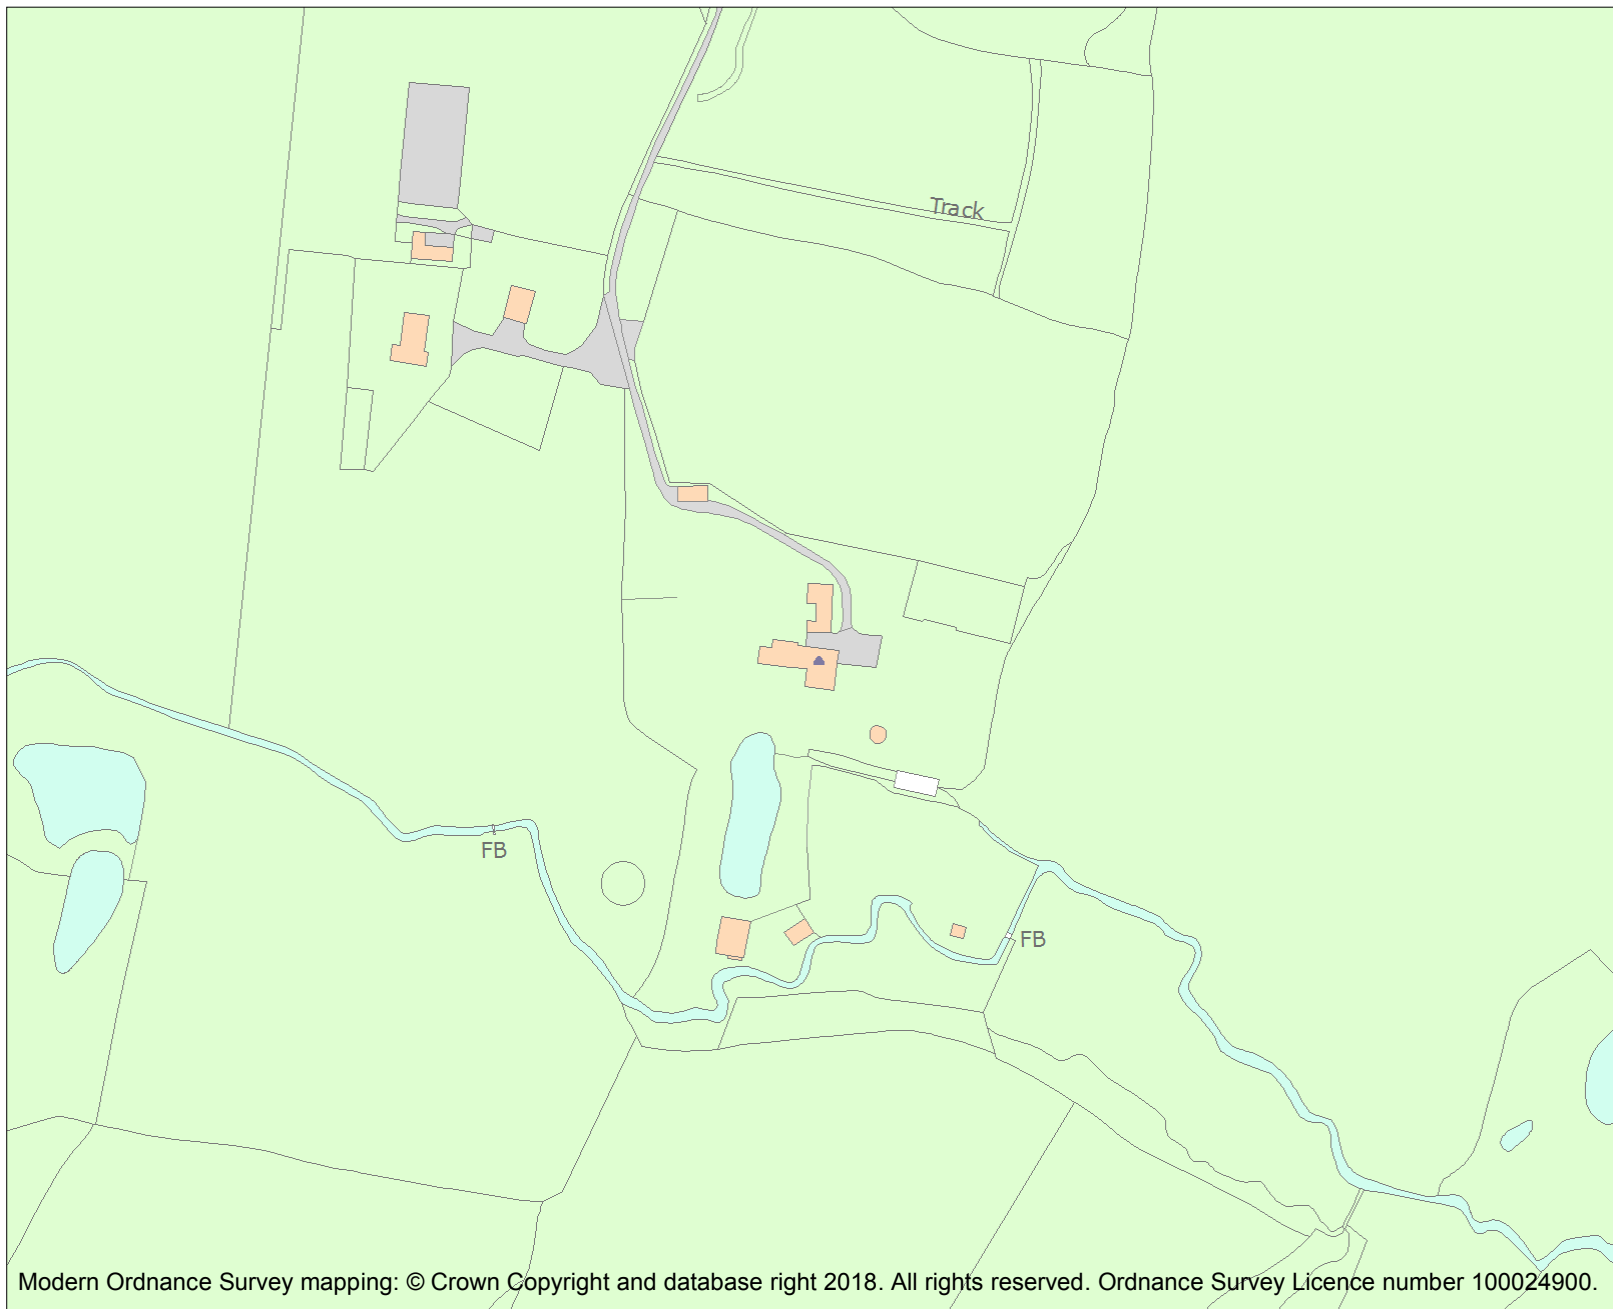 Track
FB
FB
Modern Ordnance Survey mapping: © Crown Copyright and database right 2018. All rights reserved. Ordnance Survey Licence number 100024900.